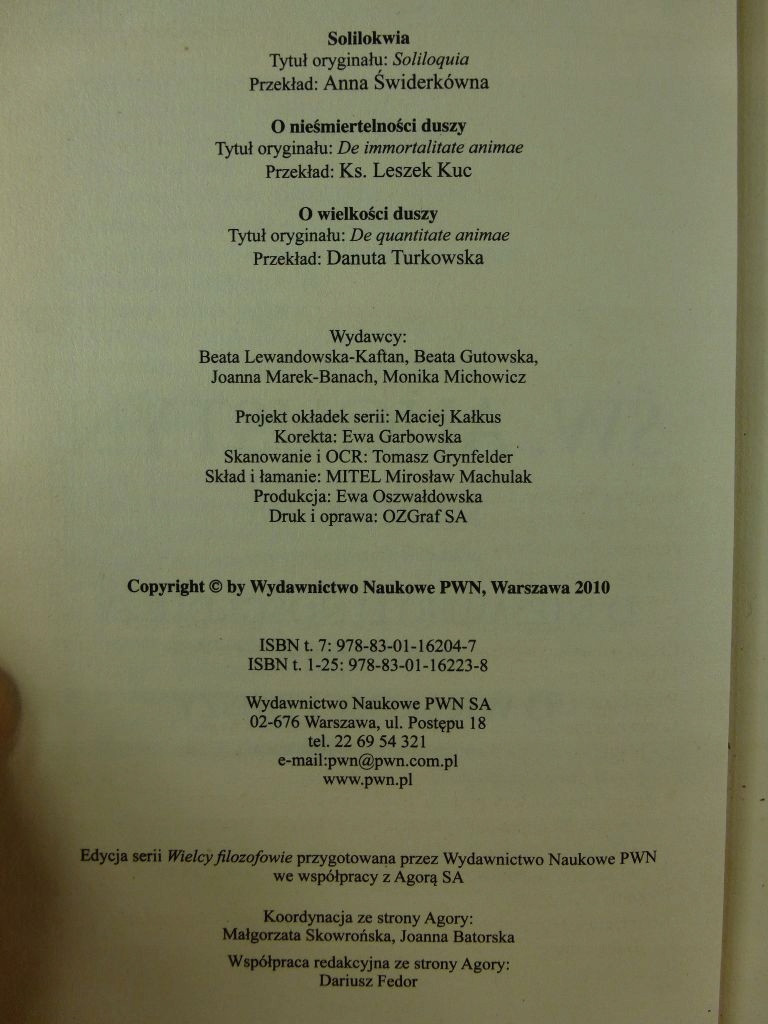 Solilokwia
Tytuł oryginału: Soliloquia
Przekład: Anna Świderkówna
O nieśmiertelności duszy
Tytuł oryginału: De immortalitate animae
Przekład: Ks. Leszek Kuc
O wielkości duszy
Tytuł oryginału: De quantitate animae
Przekład: Danuta Turkowska
Wydawcy:
Beata Lewandowska-Kaftan, Beata Gutowska,
Joanna Marek-Banach, Monika Michowicz
Projekt okładek serii: Maciej Kałkus
Korekta: Ewa Garbowska
Skanowanie i OCR: Tomasz Grynfelder
Skład i łamanie: MITEL Mirosław Machulak
Produkcja: Ewa Oszwałdowska
Druk i oprawa: OZGraf SA
Copyright © by Wydawnictwo Naukowe PWN, Warszawa 2010
ISBN t. 7: 978-83-01-16204-7
ISBN t. 1-25: 978-83-01-16223-8
Wydawnictwo Naukowe PWN SA
02-676 Warszawa, ul. Postępu 18
tel. 22 69 54 321
e-mail:pwn@pwn.com.pl
www.pwn.pl
Edycja serii Wielcy filozofowie przygotowana przez Wydawnictwo Naukowe PWN
we współpracy z Agorą SA
Koordynacja ze strony Agory:
Małgorzata Skowrońska, Joanna Batorska
Współpraca redakcyjna ze strony Agory:
Dariusz Fedor